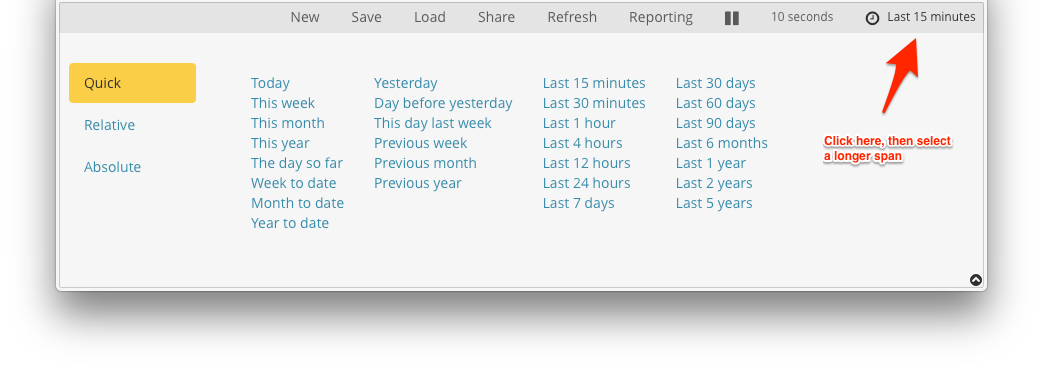 New Save Load Share Refresh Reporting 10 seconds Last 15 minutes
Quick
Relative
Absolute
Today
This week
This month
This year
The day so far
Week to date
Month to date
Year to date
Yesterday
Day before yesterday
This day last week
Previous week
Previous month
Previous year
Last 15 minutes
Last 30 minutes
Last 1 hour
Last 4 hours
Last 12 hours
Last 24 hours
Last 7 days
Last 30 days
Last 60 days
Last 90 days
Last 6 months
Last 1 year
Last 2 years
Last 5 years
Click here, then select
a longer span